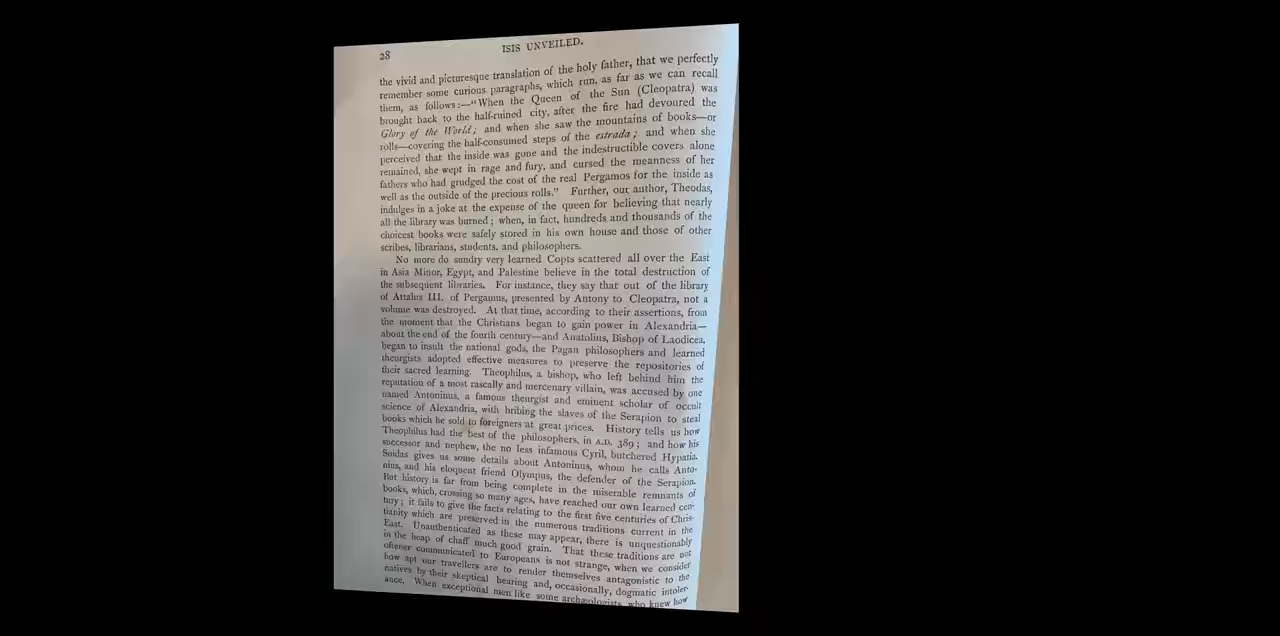 28
ISIS UNVEILED.
the vivid and picturesque translation of the holy father, that we perfectly
remember some curious paragraphs, which run, as far as we can recall
them, as follows:—"When the Queen of the Sun (Cleopatra) was
brought back to the half-ruined city, after the fire had devoured the
Glory of the World; and when she saw the mountains of books—or
rolls—covering the half-consumed steps of the estrada; and when she
perceived that the inside was gone and the indestructible covers alone
remained, she wept in rage and fury, and cursed the meanness of her
fathers who had grudged the cost of the real Pergamos for the inside as
well as the outside of the precious rolls." Further, our author, Theodas,
indulges in a joke at the expense of the queen for believing that nearly
all the library was burned; when, in fact, hundreds and thousands of the
choicest books were safely stored in his own house and those of other
scribes, librarians, students, and philosophers.
No more do sundry very learned Copts scattered all over the East
in Asia Minor, Egypt, and Palestine believe in the total destruction of
the subsequent libraries. For instance, they say that out of the library
of Attalus III. of Pergamus, presented by Antony to Cleopatra, not a
volume was destroyed. At that time, according to their assertions, from
the moment that the Christians began to gain power in Alexandria—
about the end of the fourth century—and Anatolius, Bishop of Laodicea,
began to insult the national gods, the Pagan philosophers and learned
theurgists adopted effective measures to preserve the repositories of
their sacred learning. Theophilus, a bishop, who left behind him the
reputation of a most rascally and mercenary villain, was accused by one
named Antoninus, a famous theurgist and eminent scholar of occult
science of Alexandria, with bribing the slaves of the Serapion to steal
books which he sold to foreigners at great prices. History tells us how
Theophilus had the best of the philosophers, in A.D. 389; and how his
successor and nephew, the no less infamous Cyril, butchered Hypatia.
Suidas gives us some details about Antoninus, whom he calls Anto-
nius, and his eloquent friend Olympus, the defender of the Serapion.
But history is far from being complete in the miserable remnants of
books, which, crossing so many ages, have reached our own learned cen-
tury; it fails to give the facts relating to the first five centuries of Chris-
tianity which are preserved in the numerous traditions current in the
East. Unauthenticated as these may appear, there is unquestionably
in the heap of chaff much good grain. That these traditions are not
oftener communicated to Europeans is not strange, when we consider
how apt our travellers are to render themselves antagonistic to the
natives by their skeptical bearing and, occasionally, dogmatic intoler-
ance. When exceptional men like some archæologists, who knew how